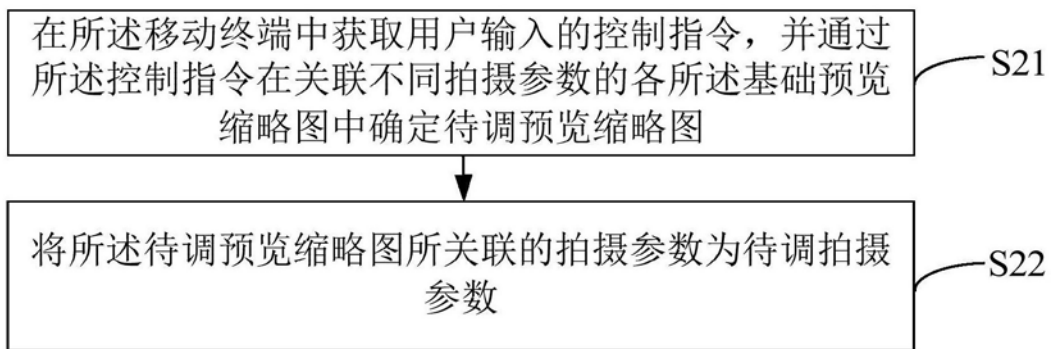 在所述移动终端中获取用户输入的控制指令，并通过
所述控制指令在关联不同拍摄参数的各所述基础预览
缩略图中确定待调预览缩略图
S21
将所述待调预览缩略图所关联的拍摄参数为待调拍摄
参数
S22